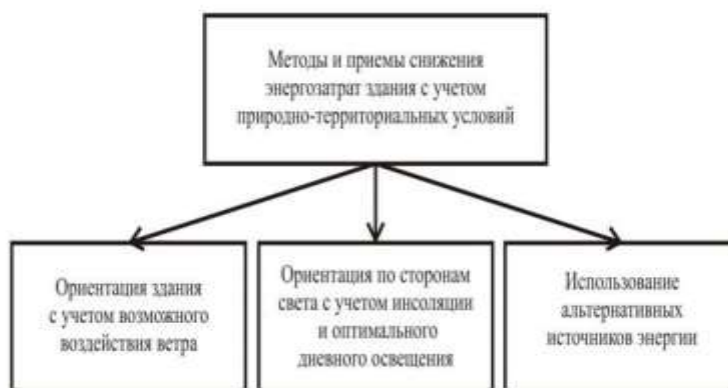 Методы и приемы снижения
энергозатрат здания с учетом
природно-территориальных условий
Ориентация здания
с учетом возможного
воздействия ветра
Ориентация по сторонам
света с учетом инсоляции
и оптимального
дневного освещения
Использование
альтернативных
источников энергии